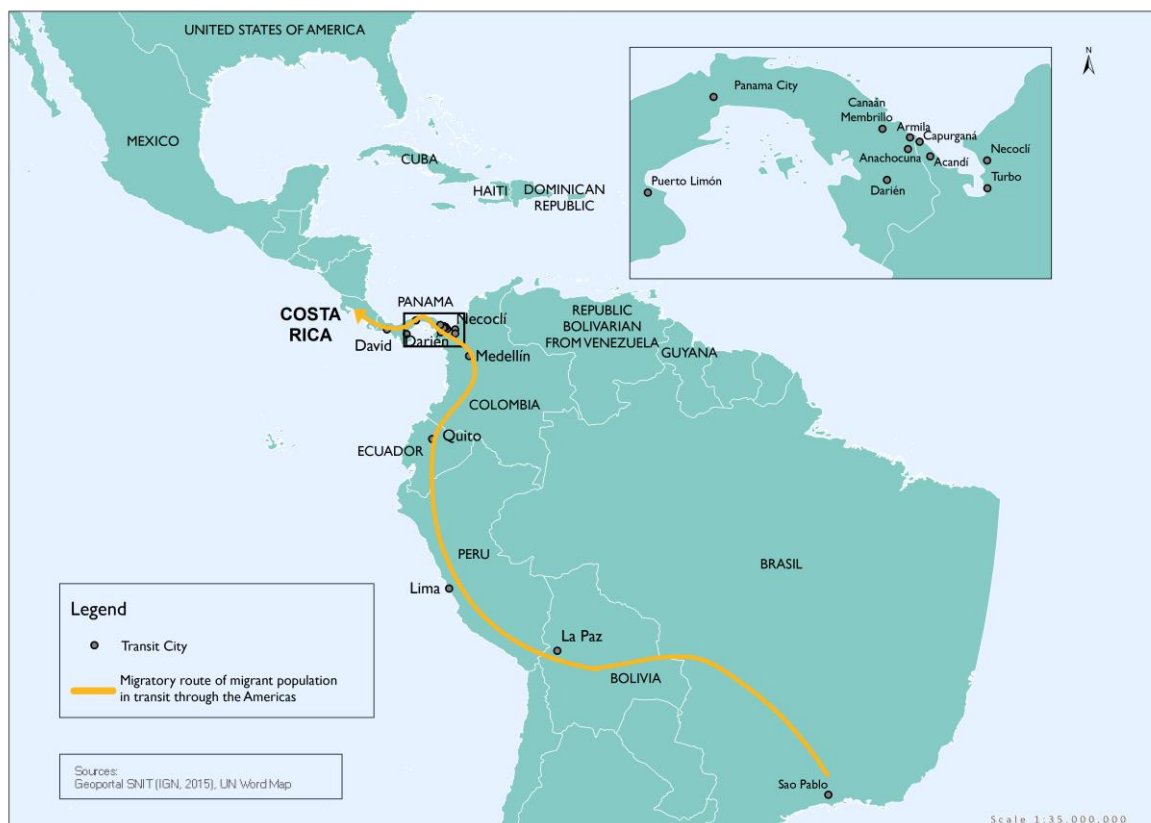 UNITED STATES OF AMERICA
MEXICO
CUBA
HAITI
DOMINICAN
REPUBLIC
N
Panama City
Canaán
Membrillo
Armila
Capurganá
Anachocuna
Acandí
Necoclí
Darién
Turbo
Puerto Limón
COSTA
RICA
PANAMA
Necoclí
David
Darién
Medellín
REPUBLIC
BOLIVARIAN
FROM VENEZUELA
GUYANA
COLOMBIA
Quito
ECUADOR
PERU
BRASIL
Lima
La Paz
BOLIVIA
Sao Pablo
Legend
Transit City
Migratory route of migrant population
in transit through the Americas
Sources:
Geoportal SNIT (IGN, 2015), UN Word Map
Scale 1:35.000,000